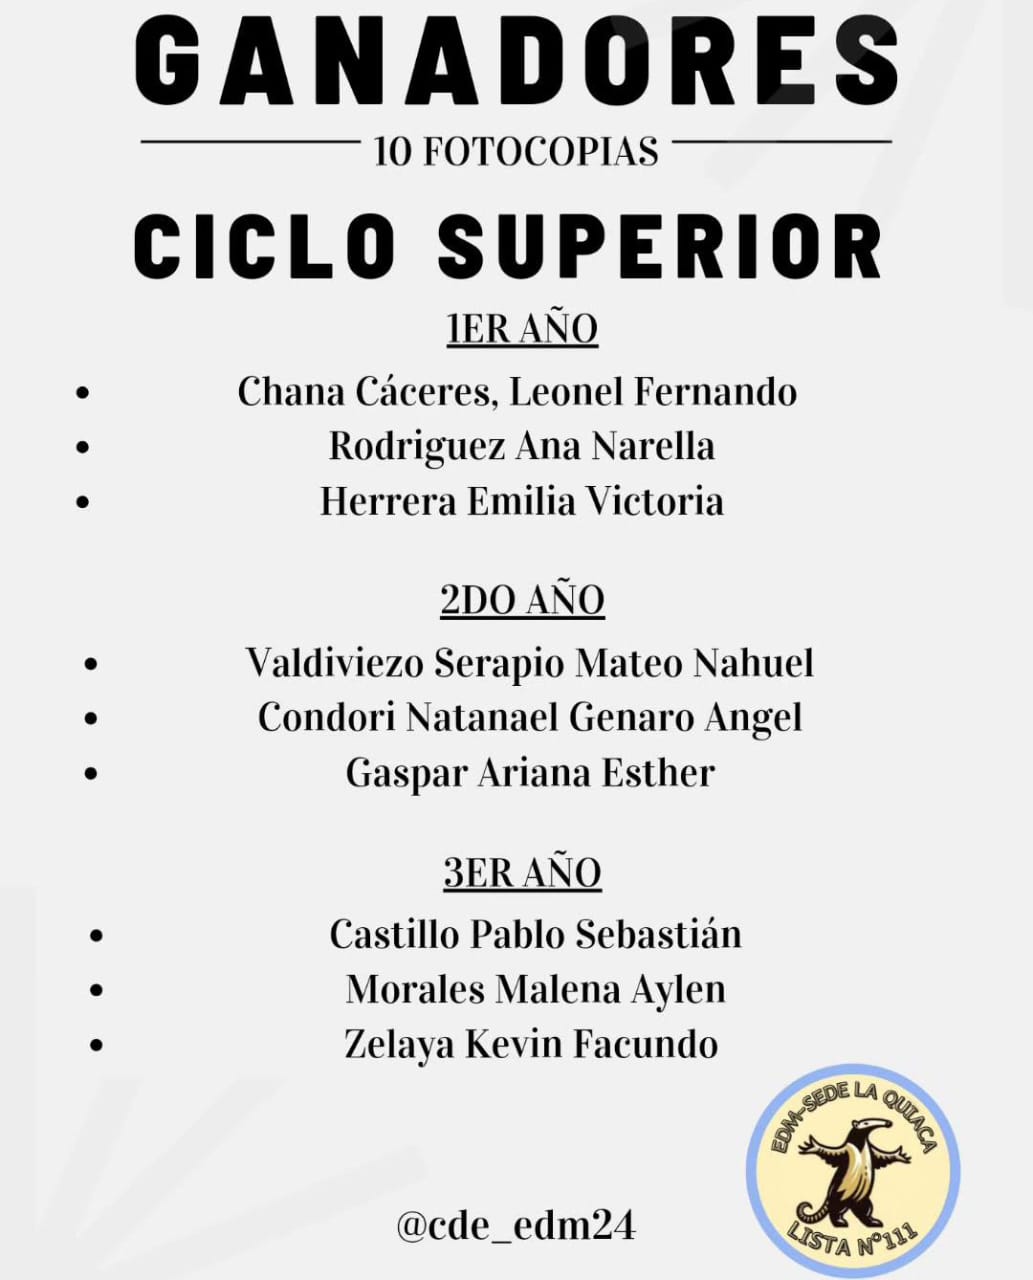 GANADORES
10 FOTOCOPIAS
CICLO SUPERIOR
1ER AÑO
• Chana Cáceres, Leonel Fernando
• Rodriguez Ana Narella
• Herrera Emilia Victoria
2DO AÑO
• Valdiviezo Serapio Mateo Nahuel
• Condori Natanael Genaro Angel
• Gaspar Ariana Esther
3ER AÑO
• Castillo Pablo Sebastián
• Morales Malena Aylen
• Zelaya Kevin Facundo
EDM-SEDE LA QUIACA
LISTA N°111
@cde_edm24